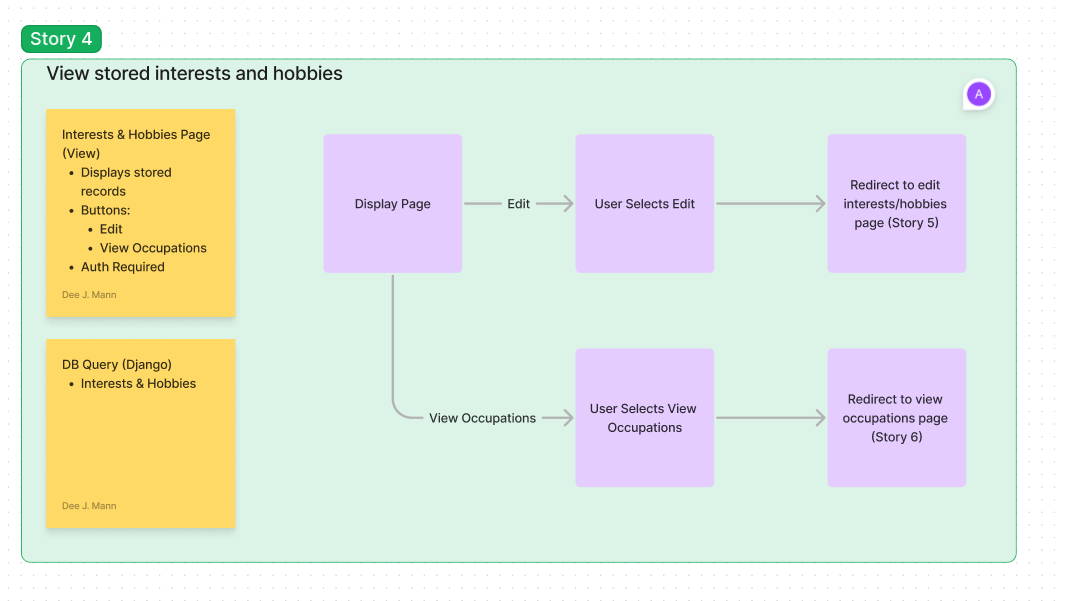 Story 4
View stored interests and hobbies
A
Interests & Hobbies Page
(View)
• Displays stored
records
• Buttons:
• Edit
• View Occupations
• Auth Required
Dee J. Mann
DB Query (Django)
• Interests & Hobbies
Dee J. Mann
Display Page
Edit
User Selects Edit
Redirect to edit
interests/hobbies
page (Story 5)
View Occupations
User Selects View
Occupations
Redirect to view
occupations page
(Story 6)